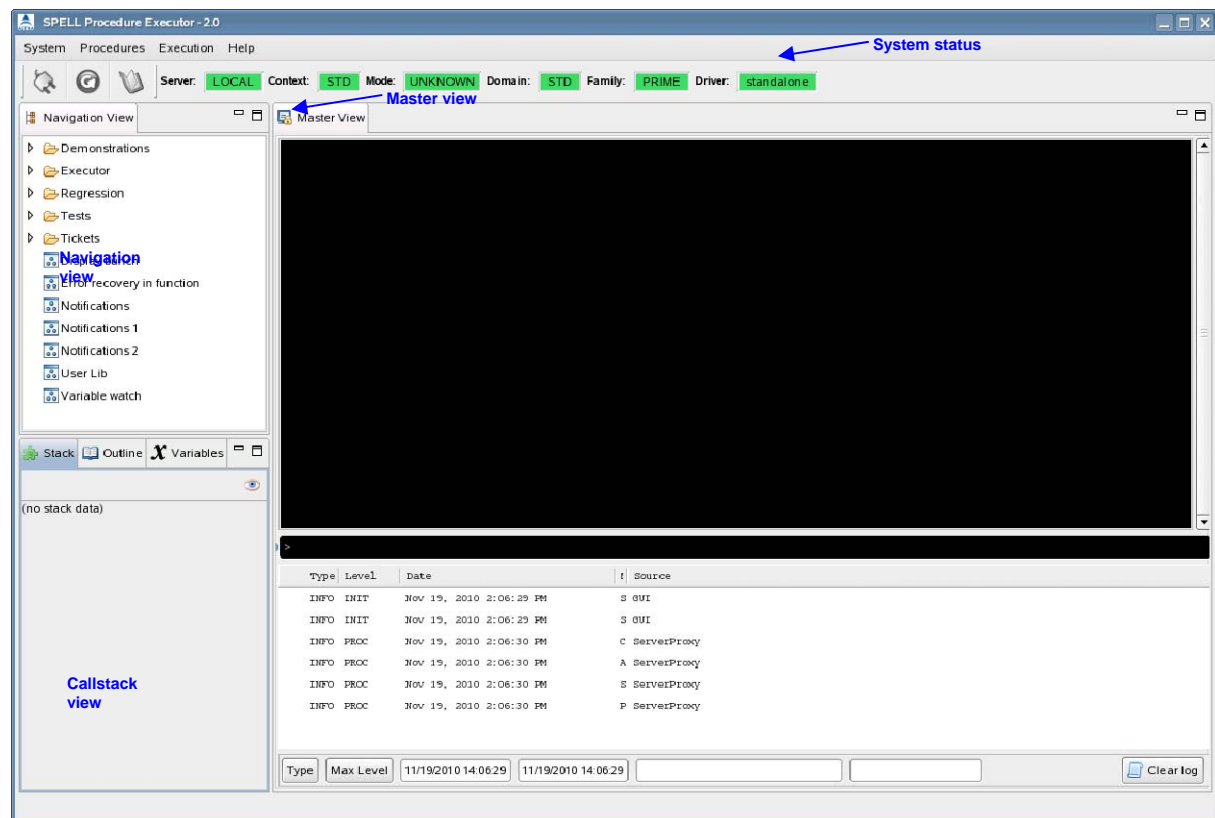 SPELL Procedure Executor - 2.0
System Procedures Execution Help
System status
Server: LOCAL Context: STD Mode: UNKNOWN Domain: STD Family: PRIME Driver: standalone
Master view
Navigation View
Master View
Demonstrations
Executor
Regression
Tests
Tickets
Navigation
view
recovery in function
Notifications
Notifications 1
Notifications 2
User Lib
Variable watch
Stack Outline Variables
(no stack data)
>
Type Level Date t Source
INFO INIT Nov 19, 2010 2:06:29 PM S GUI
INFO INIT Nov 19, 2010 2:06:29 PM S GUI
INFO PROC Nov 19, 2010 2:06:30 PM C ServerProxy
INFO PROC Nov 19, 2010 2:06:30 PM A ServerProxy
INFO PROC Nov 19, 2010 2:06:30 PM S ServerProxy
INFO PROC Nov 19, 2010 2:06:30 PM P ServerProxy
Callstack
view
Type Max Level 11/19/2010 14:06:29 11/19/2010 14:06:29 Clear log